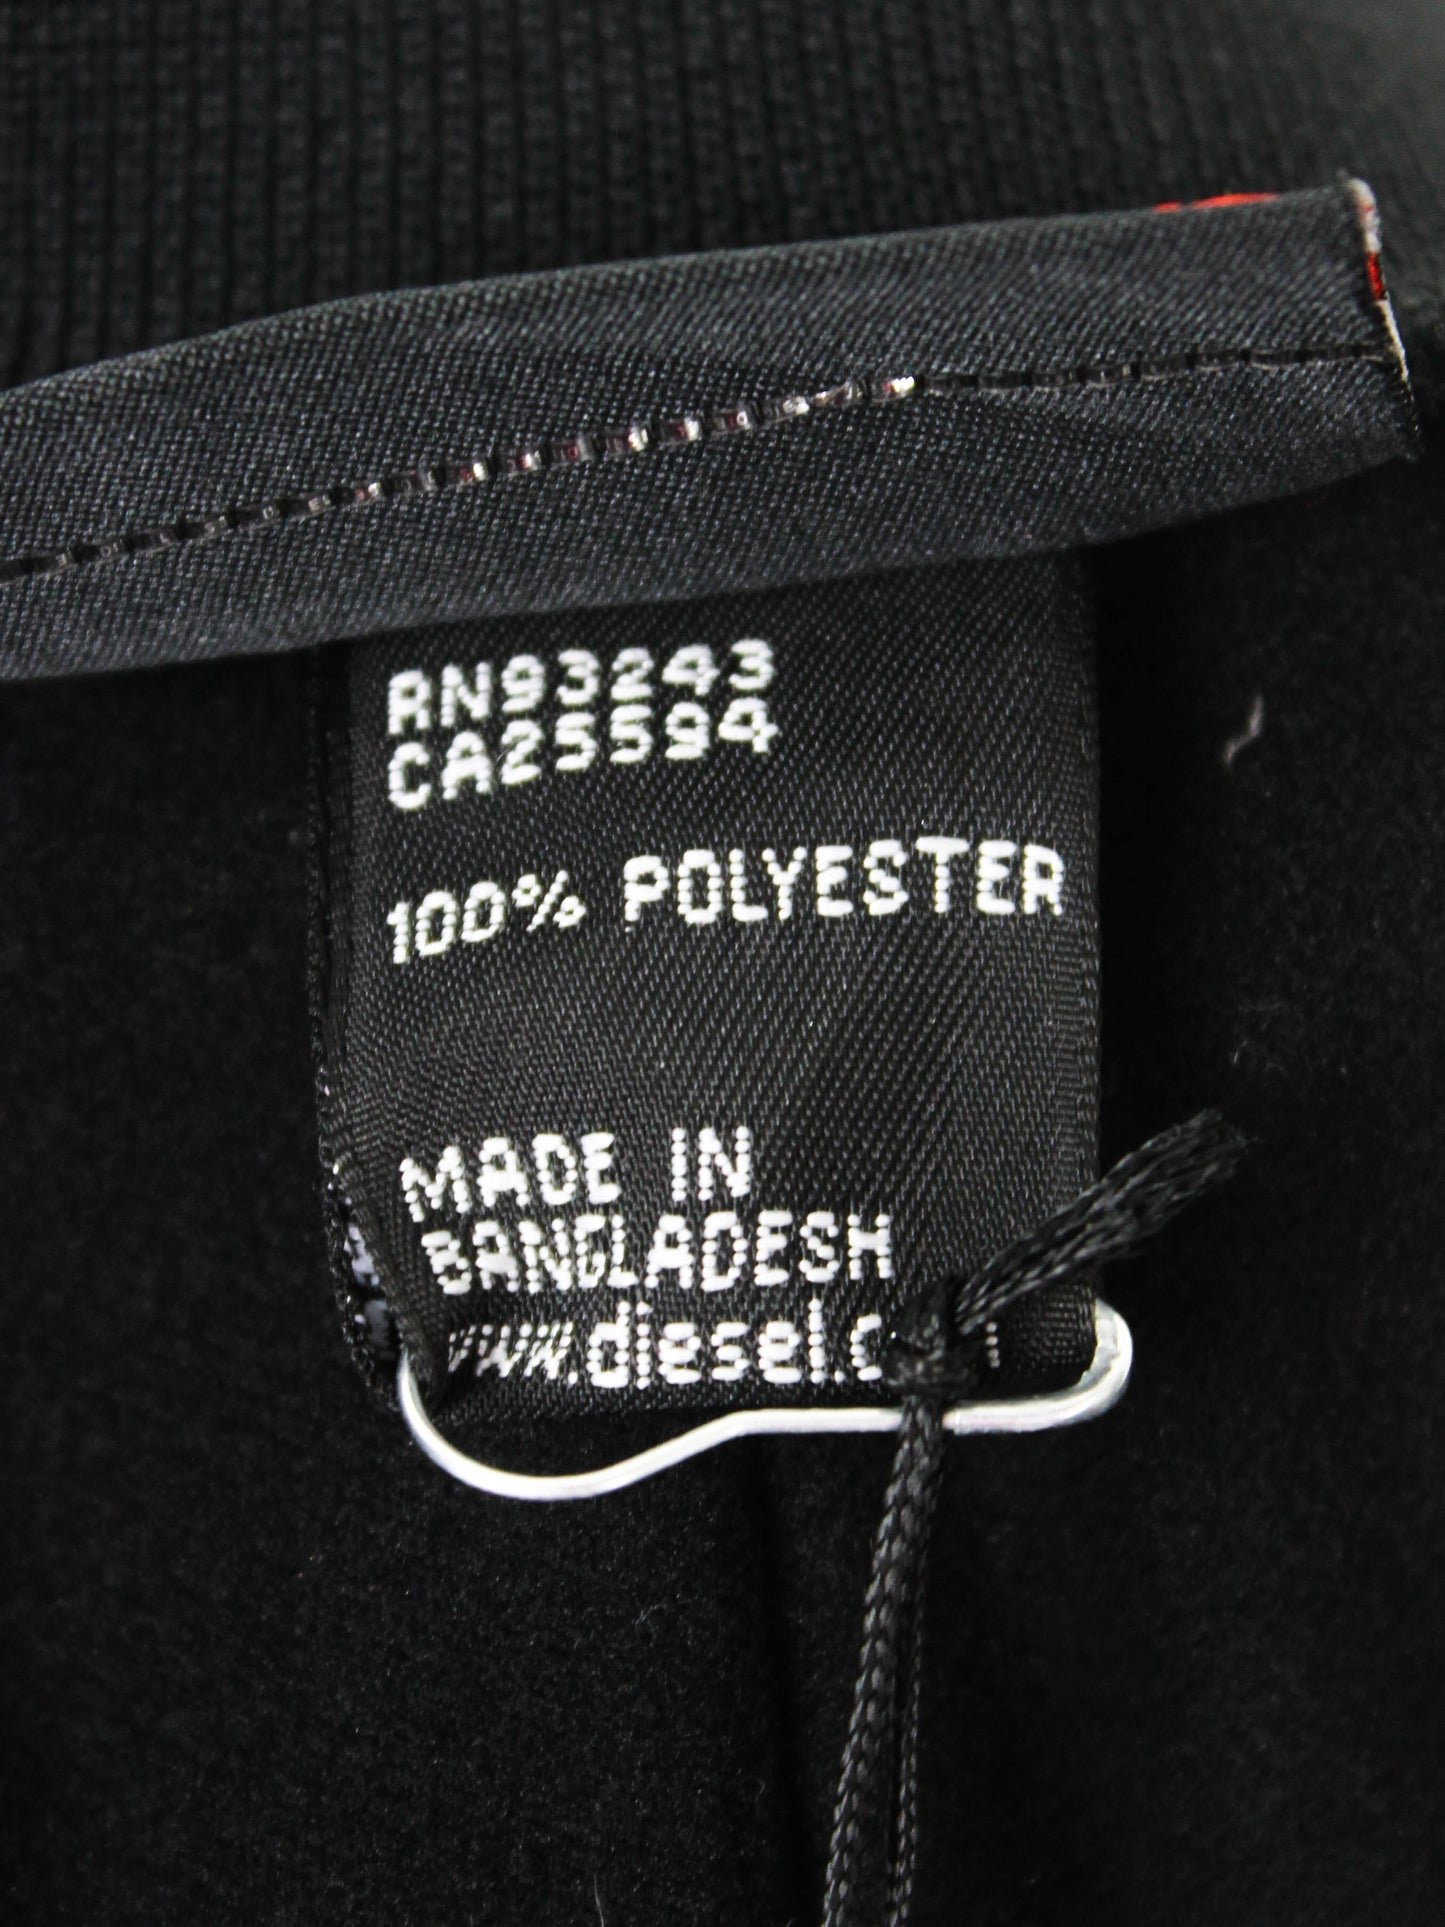 RN93243
CA25594
100% POLYESTER
MADE IN
BANGLADESH